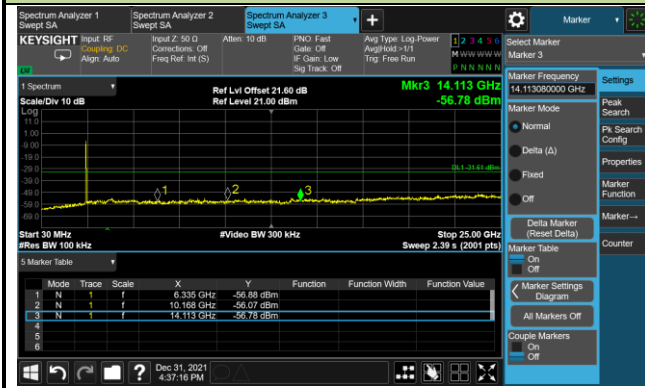 Spectrum Analyzer 1 Spectrum Analyzer 2 Spectrum Analyzer 3 Marker
Swept SA Swept SA Swept SA
KEYSIGHT Input: RF Input Z: 50 Ω Atten: 10 dB PNO: Fast Avg Type: Log-Power 1 2 3 4 5 6 Select Marker
Coupling: DC Corrections: Off Gate: Off Avg|Hold:>1/1 M W W W W W Marker 3
Align: Auto Freq Ref: Int (S) IF Gain: Low Trig: Free Run
Sig Track: Off P N N N N N
Marker Frequency Settings
1 Spectrum Ref Lvl Offset 21.60 dB Mkr3 14.113 GHz 14.113080000 GHz
Scale/Div 10 dB Ref Level 21.00 dBm -56.78 dBm Marker Mode Peak Search
Log
11.0 Normal Pk Search Config
1.00
-9.00 Delta (Δ) Properties
-19.0
-29.0 DL1 -31.61 dBm Fixed Marker Function
-39.0
-49.0 1 2 3 Off Marker→
-59.0
-69.0 Delta Marker (Reset Delta)
Start 30 MHz #Video BW 300 kHz Stop 25.00 GHz Counter
#Res BW 100 kHz Sweep 2.39 s (2001 pts)
Marker Table
5 Marker Table On
Off
Mode Trace Scale X Y Function Function Width Function Value
1 N 1 f 6.335 GHz -56.88 dBm Marker Settings Diagram
2 N 1 f 10.168 GHz -56.07 dBm
3 N 1 f 14.113 GHz -56.78 dBm All Markers Off
4
5 Couple Markers
6 On
Off
? Dec 31, 2021
4:37:16 PM